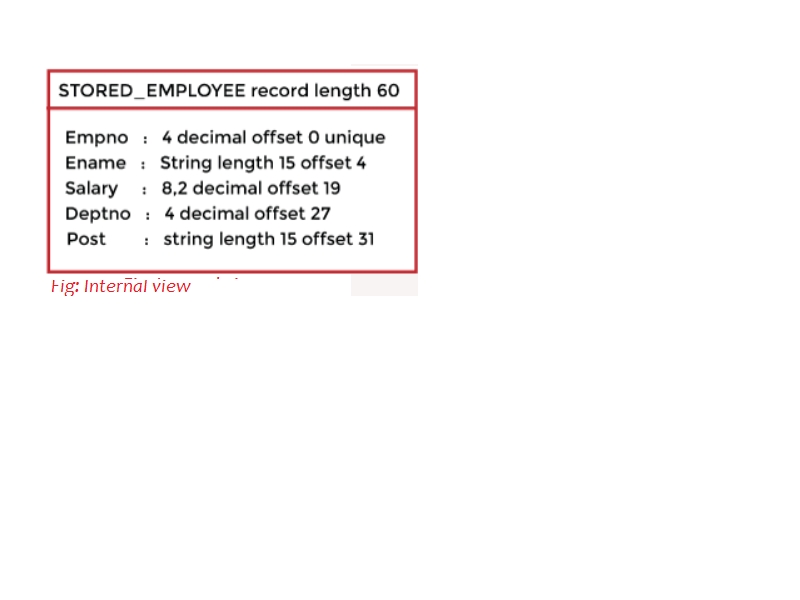 STORED_EMPLOYEE record length 60
Empno : 4 decimal offset 0 unique
Ename : String length 15 offset 4
Salary : 8,2 decimal offset 19
Deptno : 4 decimal offset 27
Post : string length 15 offset 31
Fig: Internal view